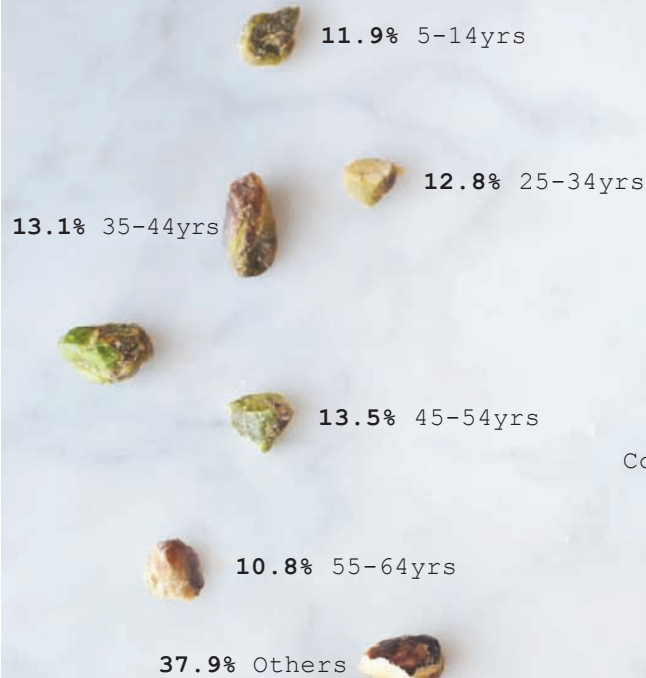 11.9% 5-14yrs
12.8% 25-34yrs
13.1% 35-44yrs
13.5% 45-54yrs
Co
10.8% 55-64yrs
37.9% Others